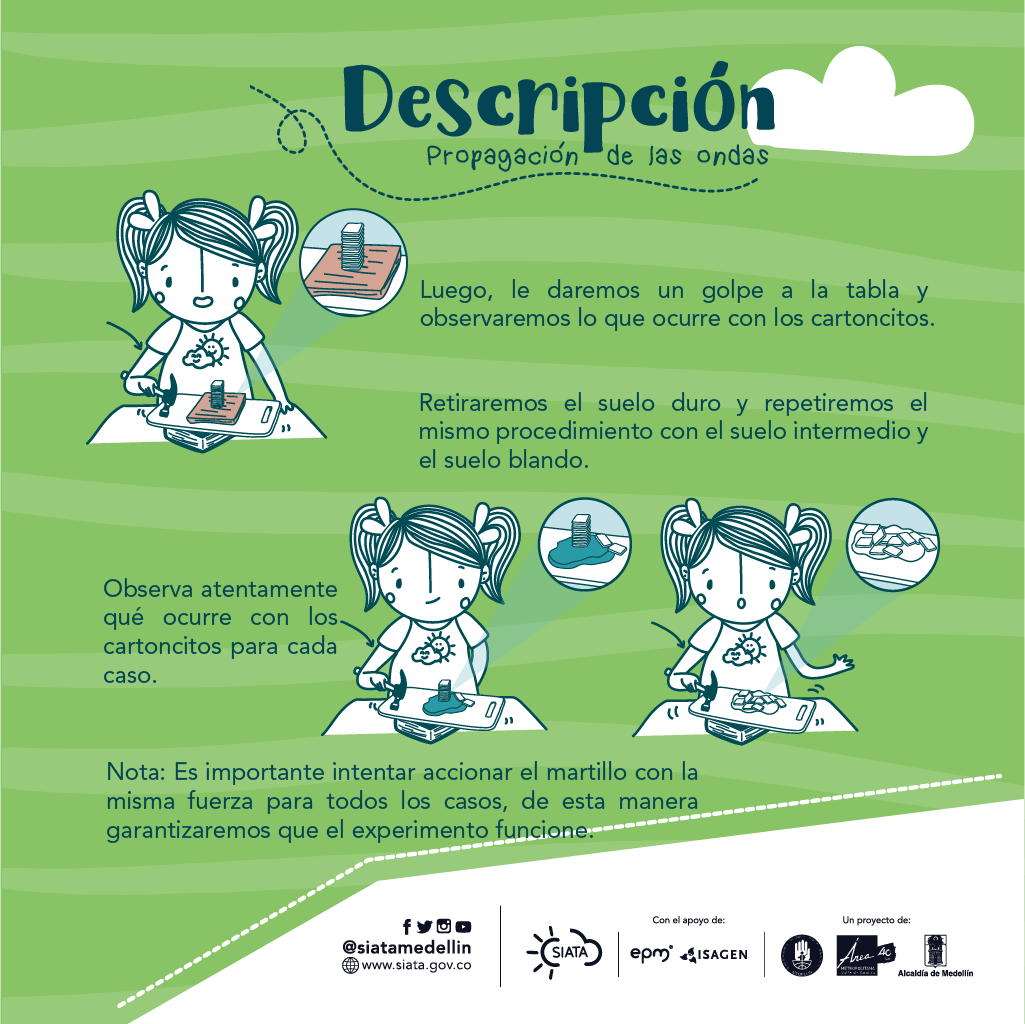 Descripción
Propagación de las ondas
Luego, le daremos un golpe a la tabla y
observaremos lo que ocurre con los cartoncitos.
Retiraremos el suelo duro y repetiremos el
mismo procedimiento con el suelo intermedio y
el suelo blando.
Observa atentamente
qué ocurre con los
cartoncitos para cada
caso.
Nota: Es importante intentar accionar el martillo con la
misma fuerza para todos los casos, de esta manera
garantizaremos que el experimento funcione.
@siatamedellin
www.siata.gov.co
SIATA
Con el apoyo de:
epm
ISAGEN
Un proyecto de:
Área
METROPOLITANA
Alcaldía de Medellín